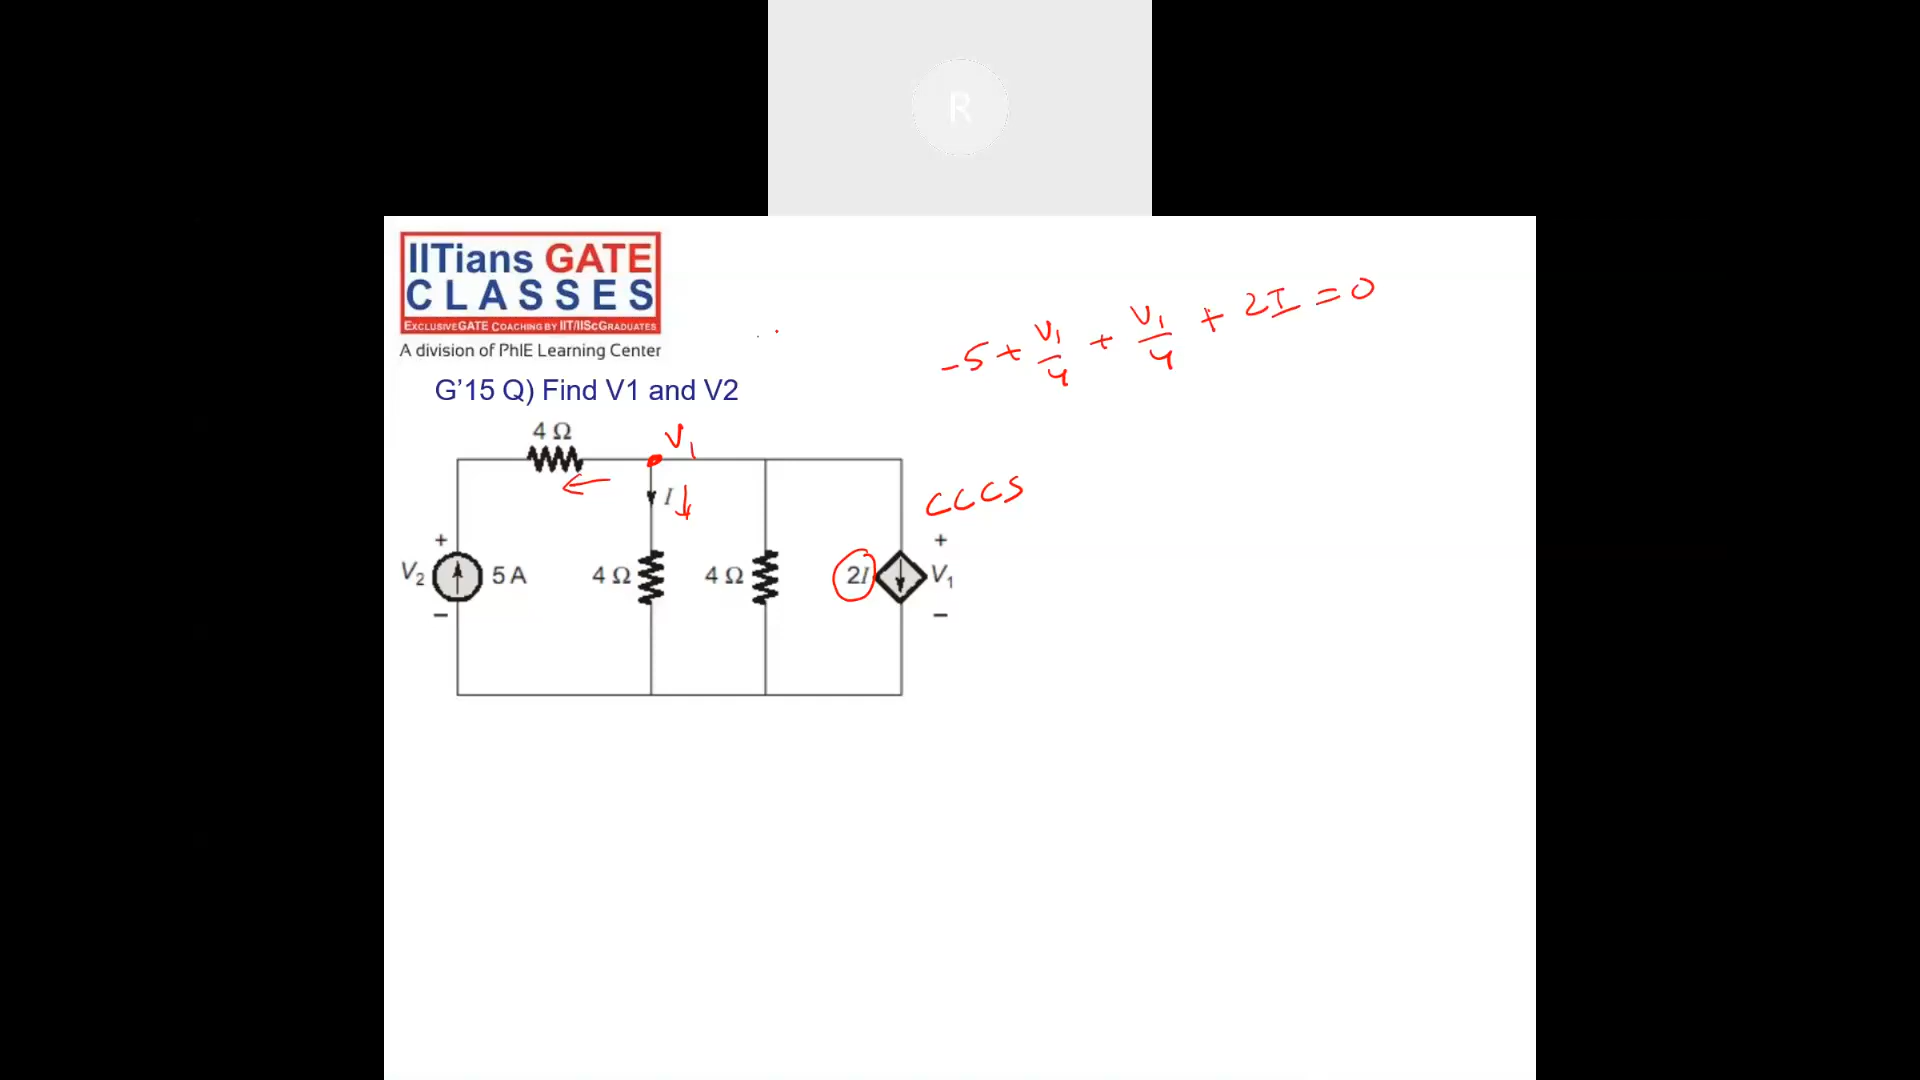 R
IITians GATE
CLASSES
EXCLUSIVE GATE COACHING BY IIT/IISc GRADUATES
A division of PhIE Learning Center
-5 + V1/4 + V1/4 + 2I = 0
G’15 Q) Find V1 and V2
4 Ω
V1
I
CCCS
+
+
V2
5 A
4 Ω
4 Ω
2I
V1
−
−